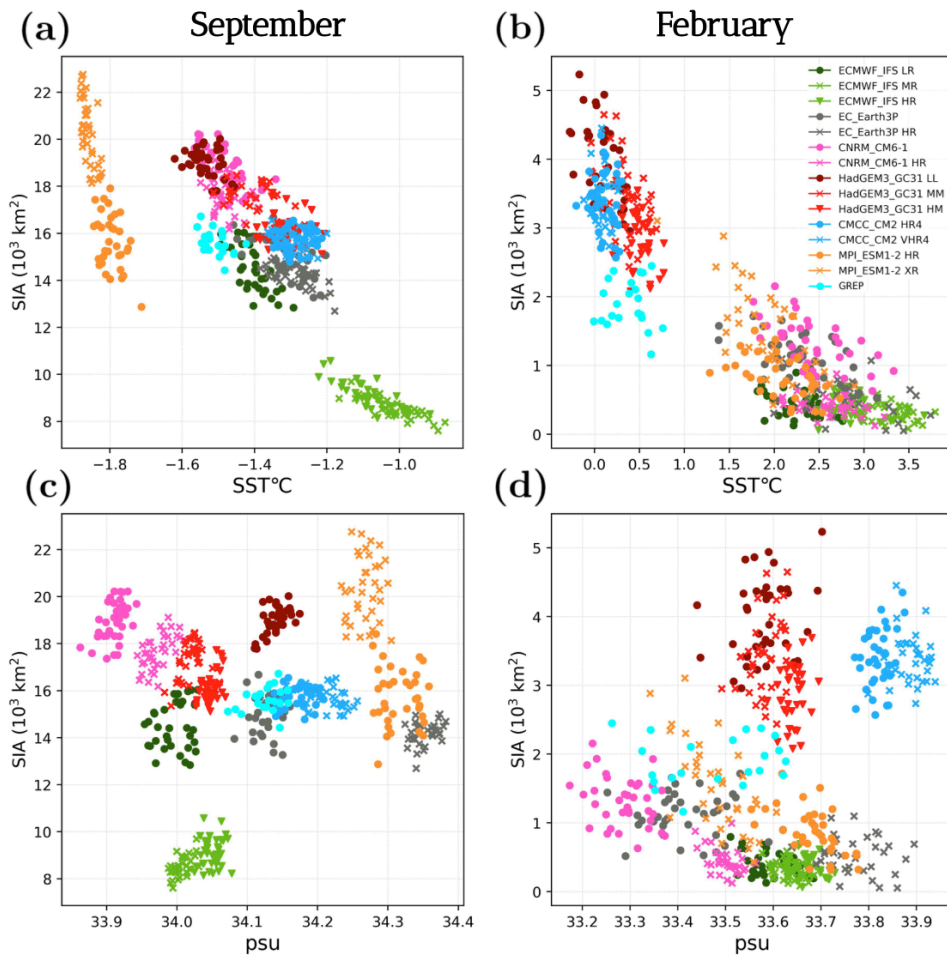 (a) September
(b) February
SIA (10³ km²)
22
20
18
16
14
12
10
8
−1.8 −1.6 −1.4 −1.2 −1.0
SST°C
SIA (10³ km²)
5
4
3
2
1
0
0.0 0.5 1.0 1.5 2.0 2.5 3.0 3.5
SST°C
ECMWF_IFS LR
ECMWF_IFS MR
ECMWF_IFS HR
EC_Earth3P
EC_Earth3P HR
CNRM_CM6-1
CNRM_CM6-1 HR
HadGEM3_GC31 LL
HadGEM3_GC31 MM
HadGEM3_GC31 HM
CMCC_CM2 HR4
CMCC_CM2 VHR4
MPI_ESM1-2 HR
MPI_ESM1-2 XR
GREP
(c)
SIA (10³ km²)
22
20
18
16
14
12
10
8
33.9 34.0 34.1 34.2 34.3 34.4
psu
(d)
SIA (10³ km²)
5
4
3
2
1
0
33.2 33.3 33.4 33.5 33.6 33.7 33.8 33.9
psu